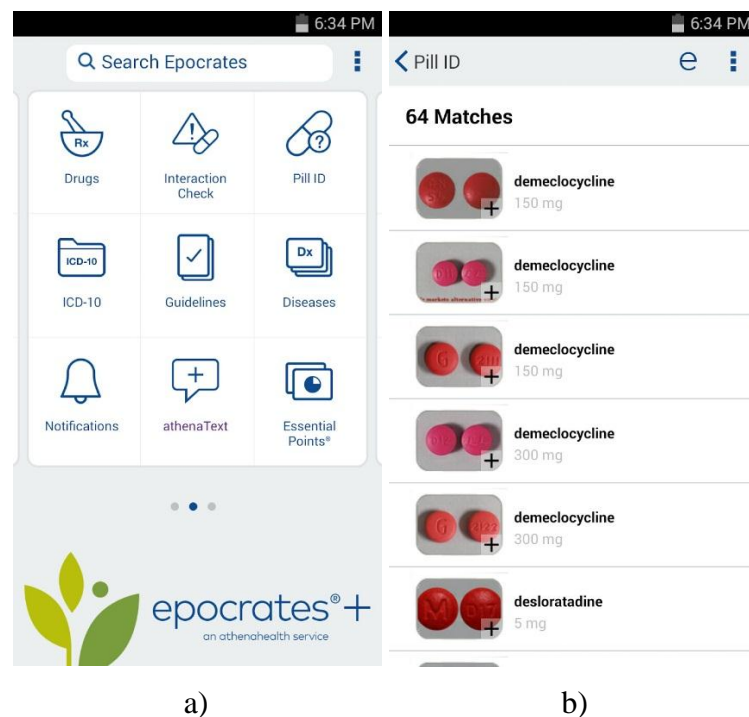 6:34 PM
Search Epocrates
Rx
Drugs
Interaction
Check
?
Pill ID
ICD-10
ICD-10
Guidelines
Dx
Diseases
Notifications
athenaText
Essential
Points®
epocrates®+
an athenahealth service
a)
6:34 PM
Pill ID
e
64 Matches
demeclocycline
150 mg
demeclocycline
150 mg
G
demeclocycline
150 mg
demeclocycline
300 mg
G
demeclocycline
300 mg
M
desloratadine
5 mg
b)